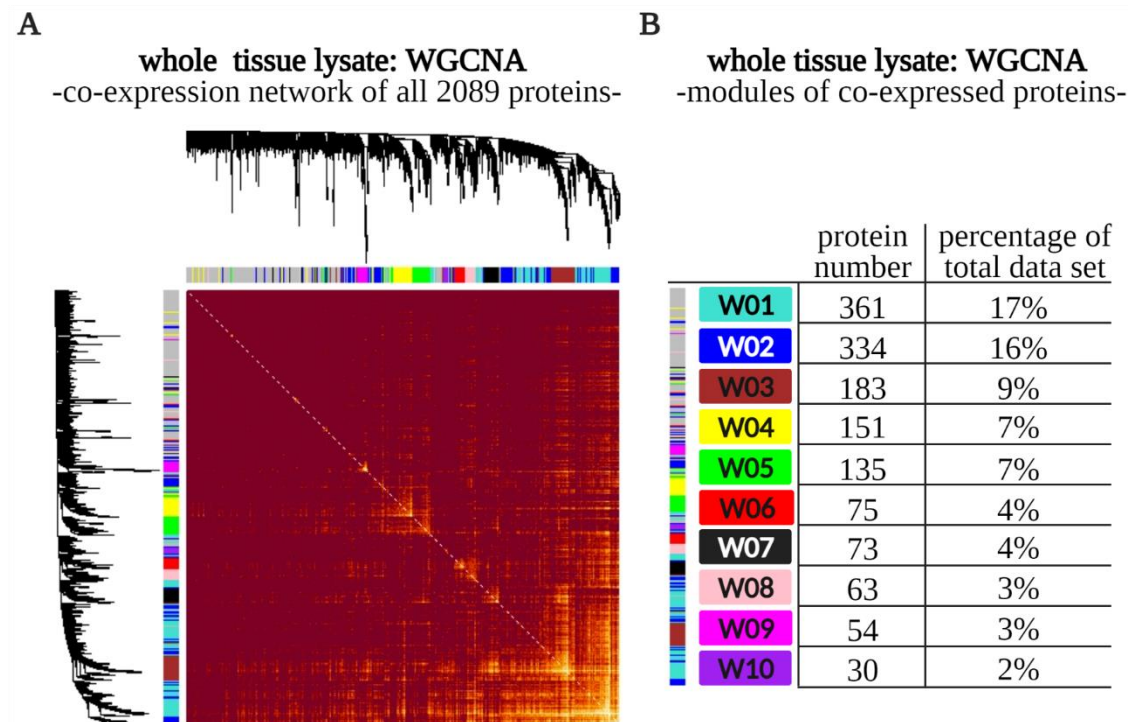 A
whole tissue lysate: WGCNA
-co-expression network of all 2089 proteins-
B
whole tissue lysate: WGCNA
-modules of co-expressed proteins-
protein number percentage of total data set
W01 361 17%
W02 334 16%
W03 183 9%
W04 151 7%
W05 135 7%
W06 75 4%
W07 73 4%
W08 63 3%
W09 54 3%
W10 30 2%